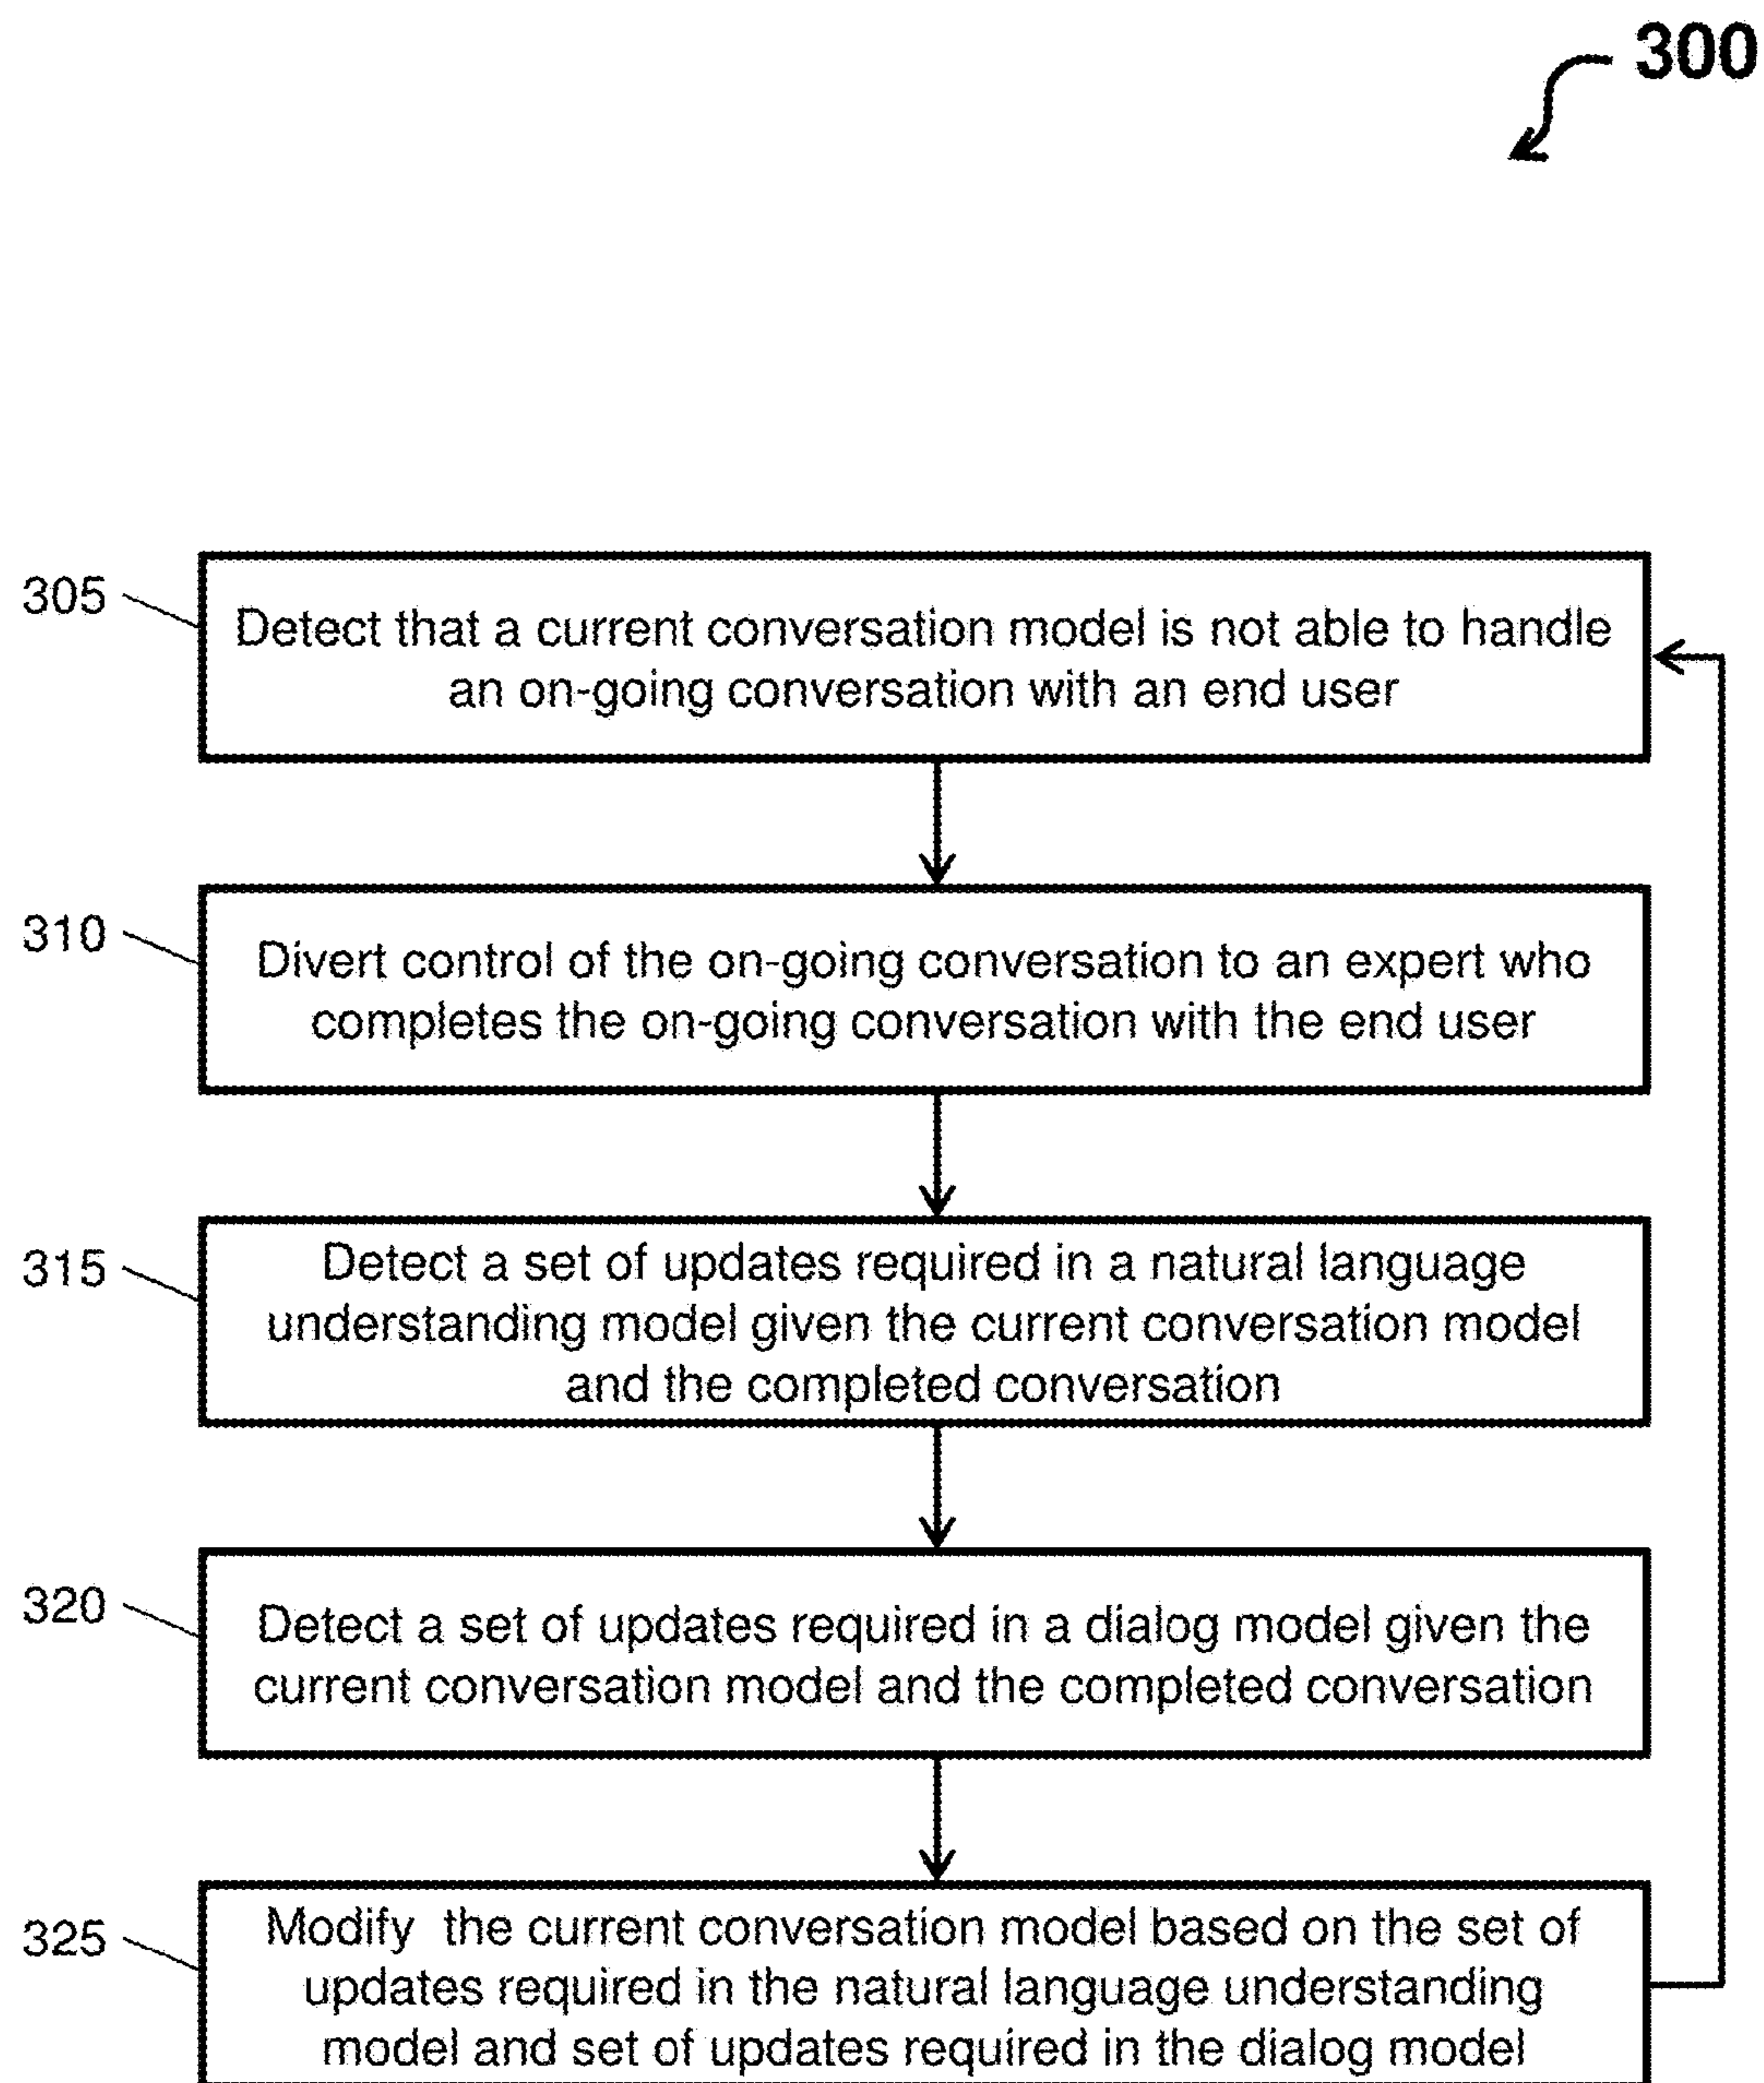 300
305
Detect that a current conversation model is not able to handle
an on-going conversation with an end user
310
Divert control of the on-going conversation to an expert who
completes the on-going conversation with the end user
315
Detect a set of updates required in a natural language
understanding model given the current conversation model
and the completed conversation
320
Detect a set of updates required in a dialog model given the
current conversation model and the completed conversation
325
Modify the current conversation model based on the set of
updates required in the natural language understanding
model and set of updates required in the dialog model